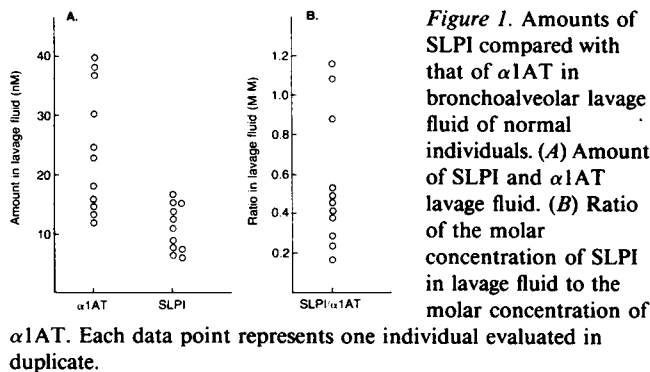 A.
Amount in lavage fluid (nM)
40
30
20
10
α1AT
SLPI
B.
Ratio in lavage fluid (M M)
1.2
1.0
0.8
0.6
0.4
0.2
SLPI/α1AT
Figure 1. Amounts of
SLPI compared with
that of α1AT in
bronchoalveolar lavage
fluid of normal
individuals. (A) Amount
of SLPI and α1AT
lavage fluid. (B) Ratio
of the molar
concentration of SLPI
in lavage fluid to the
molar concentration of
α1AT. Each data point represents one individual evaluated in
duplicate.